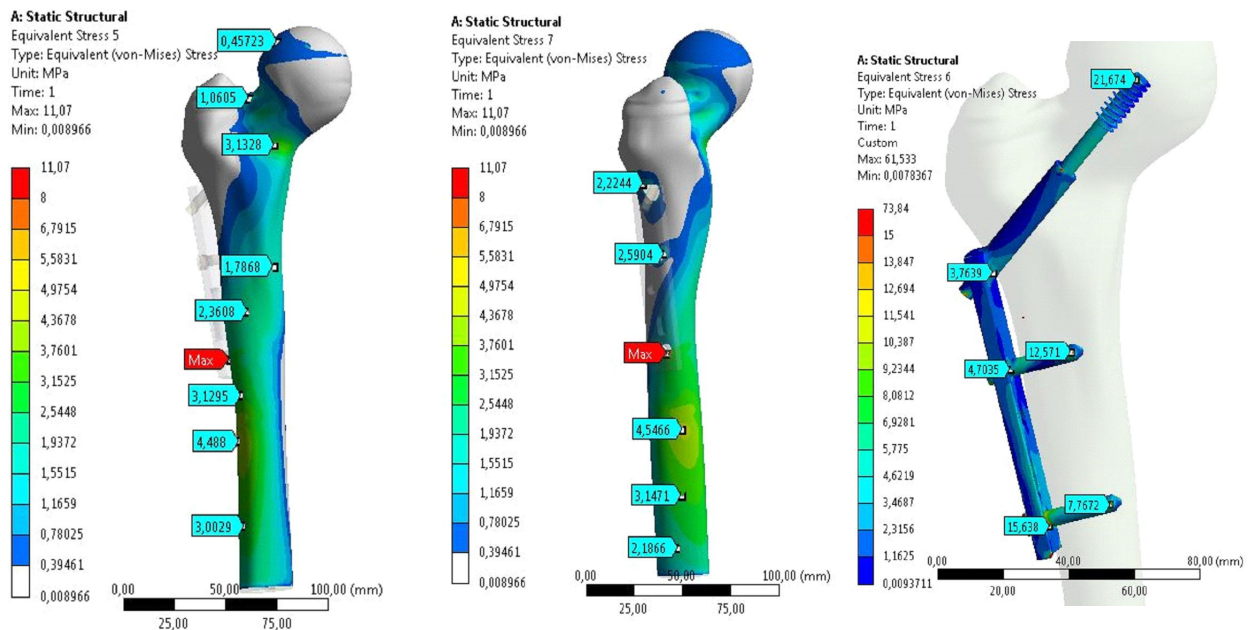 A: Static Structural
Equivalent Stress 5
Type: Equivalent (von-Mises) Stress
Unit: MPa
Time: 1
Max: 11,07
Min: 0,008966
11,07
8
6,7915
5,5831
4,9754
4,3678
3,7601
3,1525
2,5448
1,9372
1,5515
1,1659
0,78025
0,39461
0,008966
0,45723
1,0605
3,1328
1,7868
2,3608
Max
3,1295
4,488
3,0029
0,00
50,00
100,00 (mm)
25,00
75,00
A: Static Structural
Equivalent Stress 7
Type: Equivalent (von-Mises) Stress
Unit: MPa
Time: 1
Max: 11,07
Min: 0,008966
11,07
8
6,7915
5,5831
4,9754
4,3678
3,7601
3,1525
2,5448
1,9372
1,5515
1,1659
0,78025
0,39461
0,008966
2,2244
2,5904
Max
4,5466
3,1471
2,1866
0,00
50,00
100,00 (mm)
25,00
75,00
A: Static Structural
Equivalent Stress 6
Type: Equivalent (von-Mises) Stress
Unit: MPa
Time: 1
Custom
Max: 61,533
Min: 0,0078367
73,84
15
13,847
12,694
11,541
10,387
9,2344
8,0812
6,9281
5,775
4,6219
3,4687
2,3156
1,1625
0,0093711
21,674
3,7639
12,571
4,7035
7,7672
15,638
0,00
40,00
80,00 (mm)
20,00
60,00